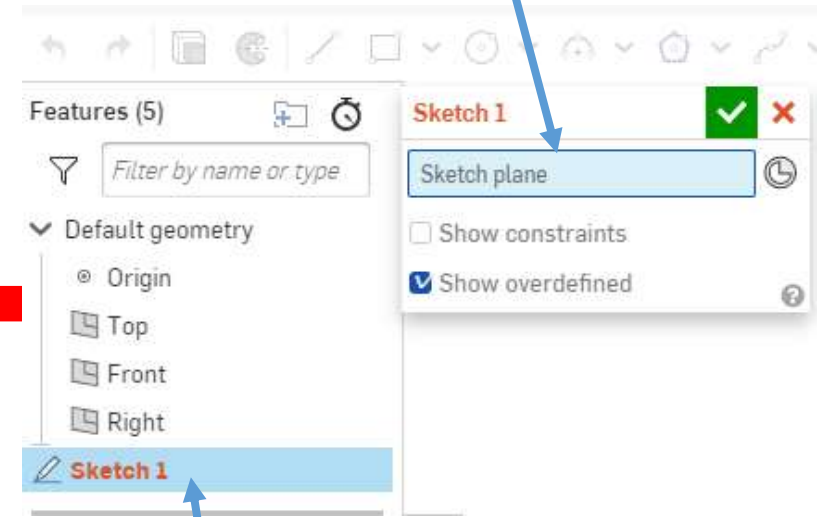 Features (5)
Filter by name or type
Default geometry
Origin
Top
Front
Right
Sketch 1
Sketch 1
Sketch plane
Show constraints
Show overdefined